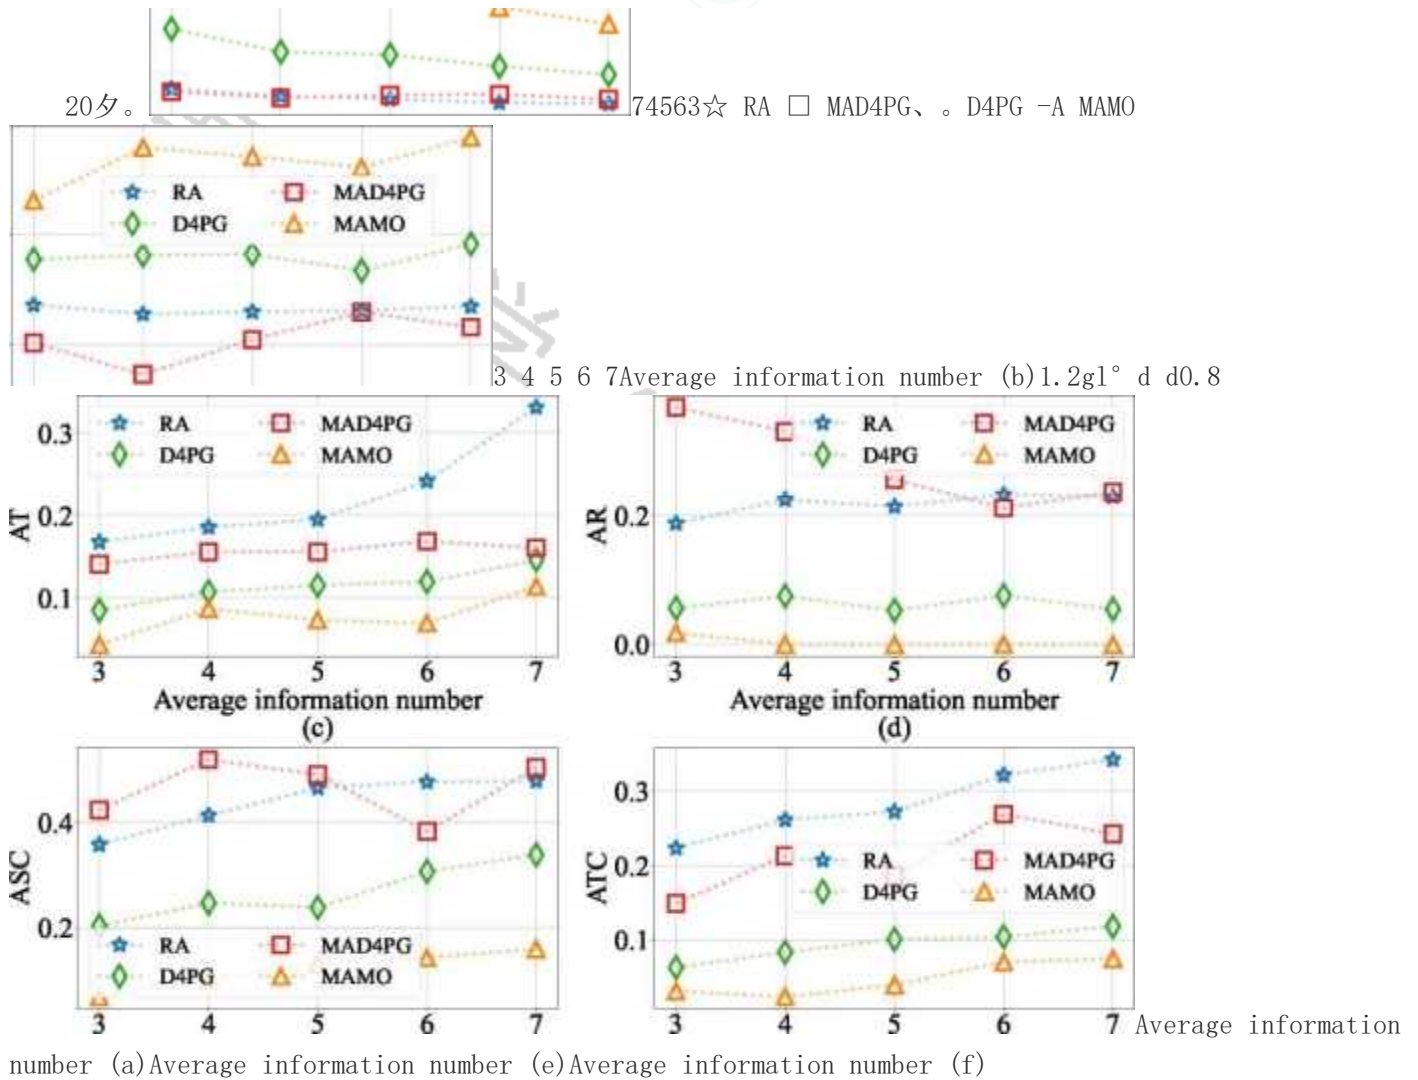 20夕。 74563☆ RA □ MAD4PG、。D4PG -A MAMO
RA MAD4PG
D4PG MAMO
3 4 5 6 7Average information number (b)1.2gl° d d0.8
RA MAD4PG
D4PG MAMO
AT
0.3
0.2
0.1
3 4 5 6 7
Average information number
(c)
RA MAD4PG
D4PG MAMO
AR
0.2
0.0
3 4 5 6 7
Average information number
(d)
ASC
0.4
0.2
RA MAD4PG
D4PG MAMO
3 4 5 6 7
ATC
0.3
0.2
0.1
RA MAD4PG
D4PG MAMO
3 4 5 6 7
Average information
number (a)Average information number (e)Average information number (f)
学